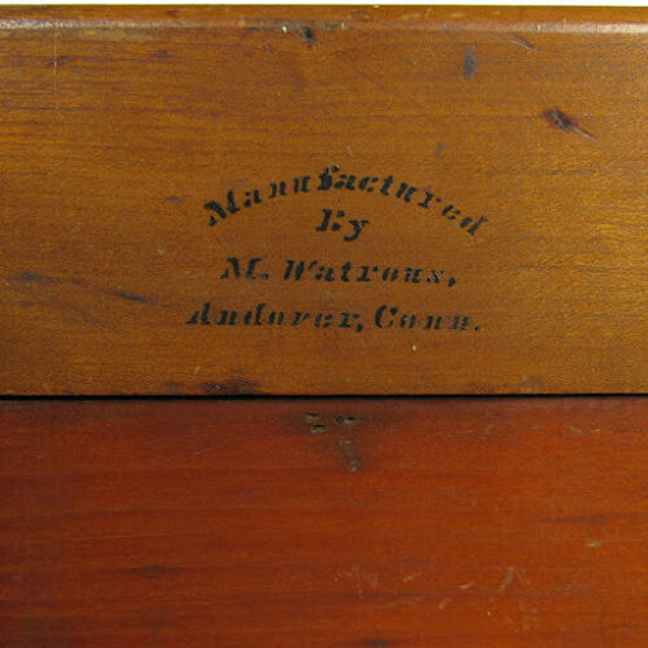 Manufactured
By
M. Watrous,
Andover, Conn.